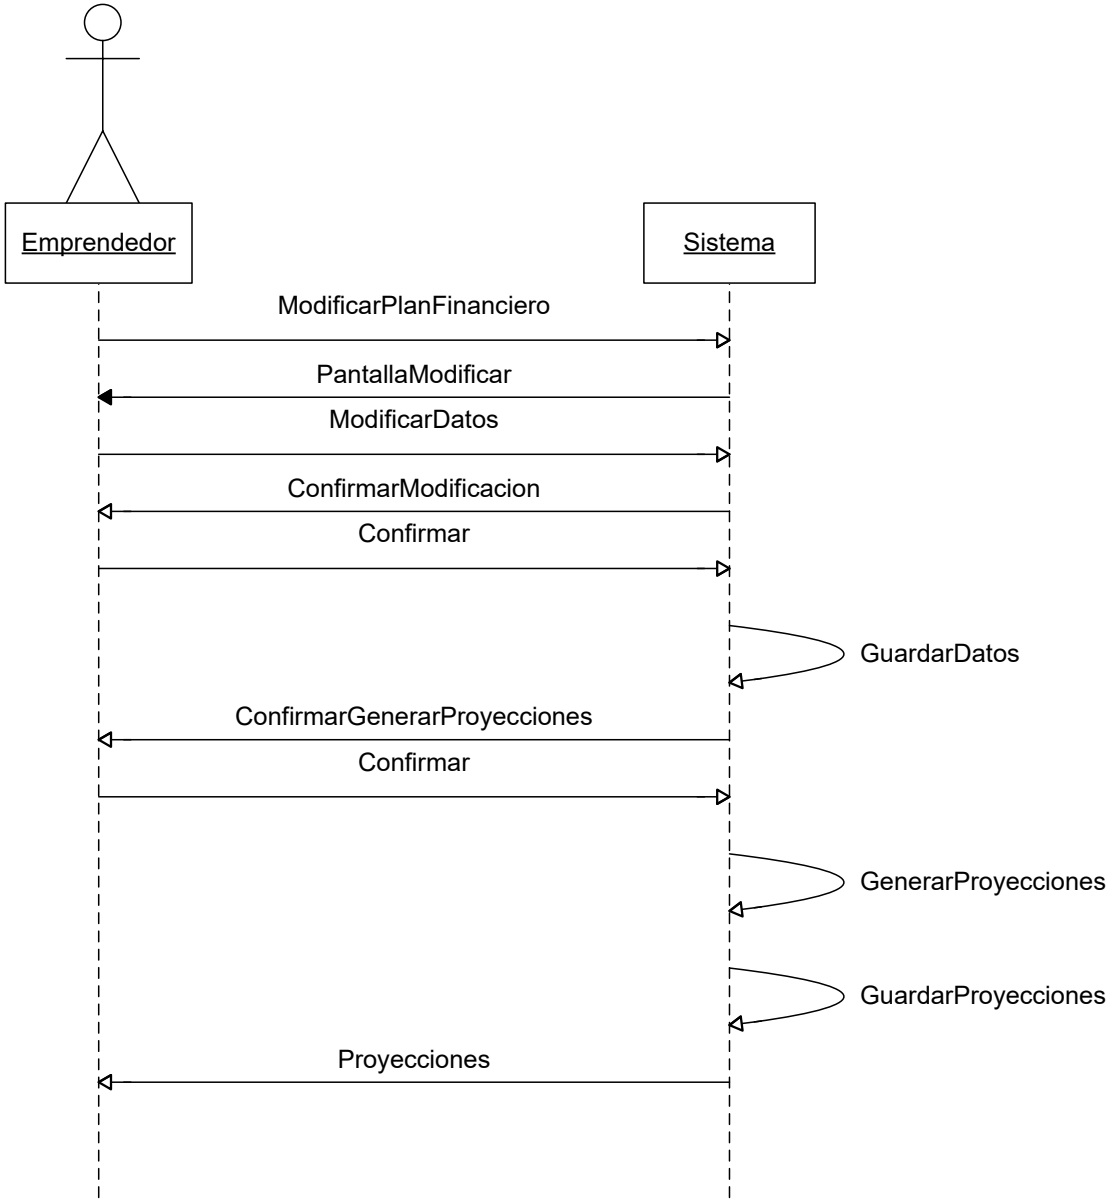 Emprendedor
Sistema
ModificarPlanFinanciero
PantallaModificar
ModificarDatos
ConfirmarModificacion
Confirmar
GuardarDatos
ConfirmarGenerarProyecciones
Confirmar
GenerarProyecciones
GuardarProyecciones
Proyecciones